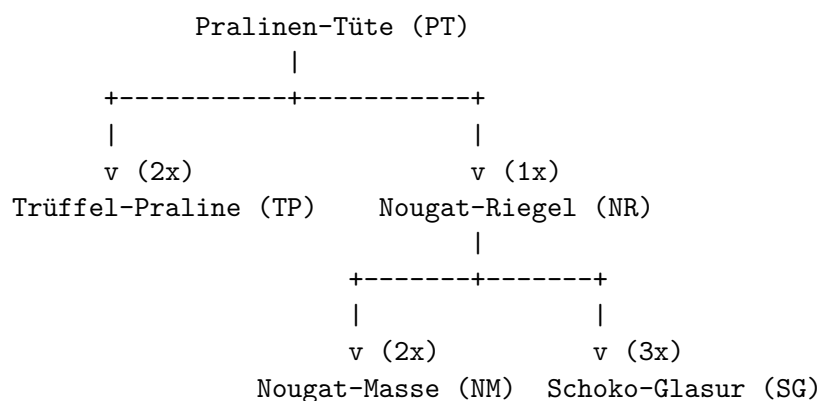 Pralinen-Tüte (PT)
|
+-----------+-----------+
| |
v (2x) v (1x)
Trüffel-Praline (TP) Nougat-Riegel (NR)
|
+-------+-------+
| |
v (2x) v (3x)
Nougat-Masse (NM) Schoko-Glasur (SG)